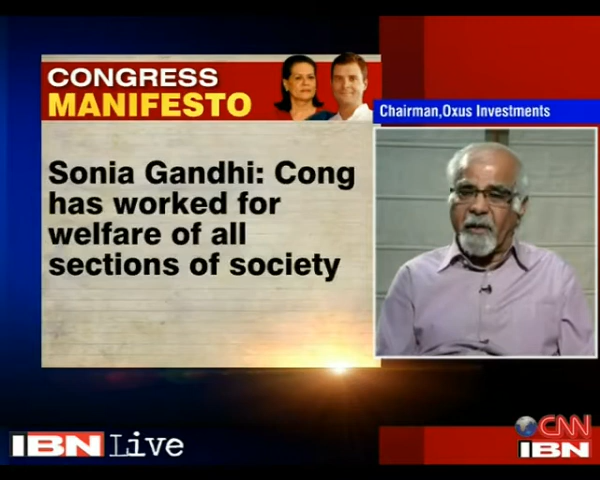 CONGRESS
MANIFESTO
Chairman,Oxus Investments
Sonia Gandhi: Cong
has worked for
welfare of all
sections of society
IBN Live
CNN
IBN